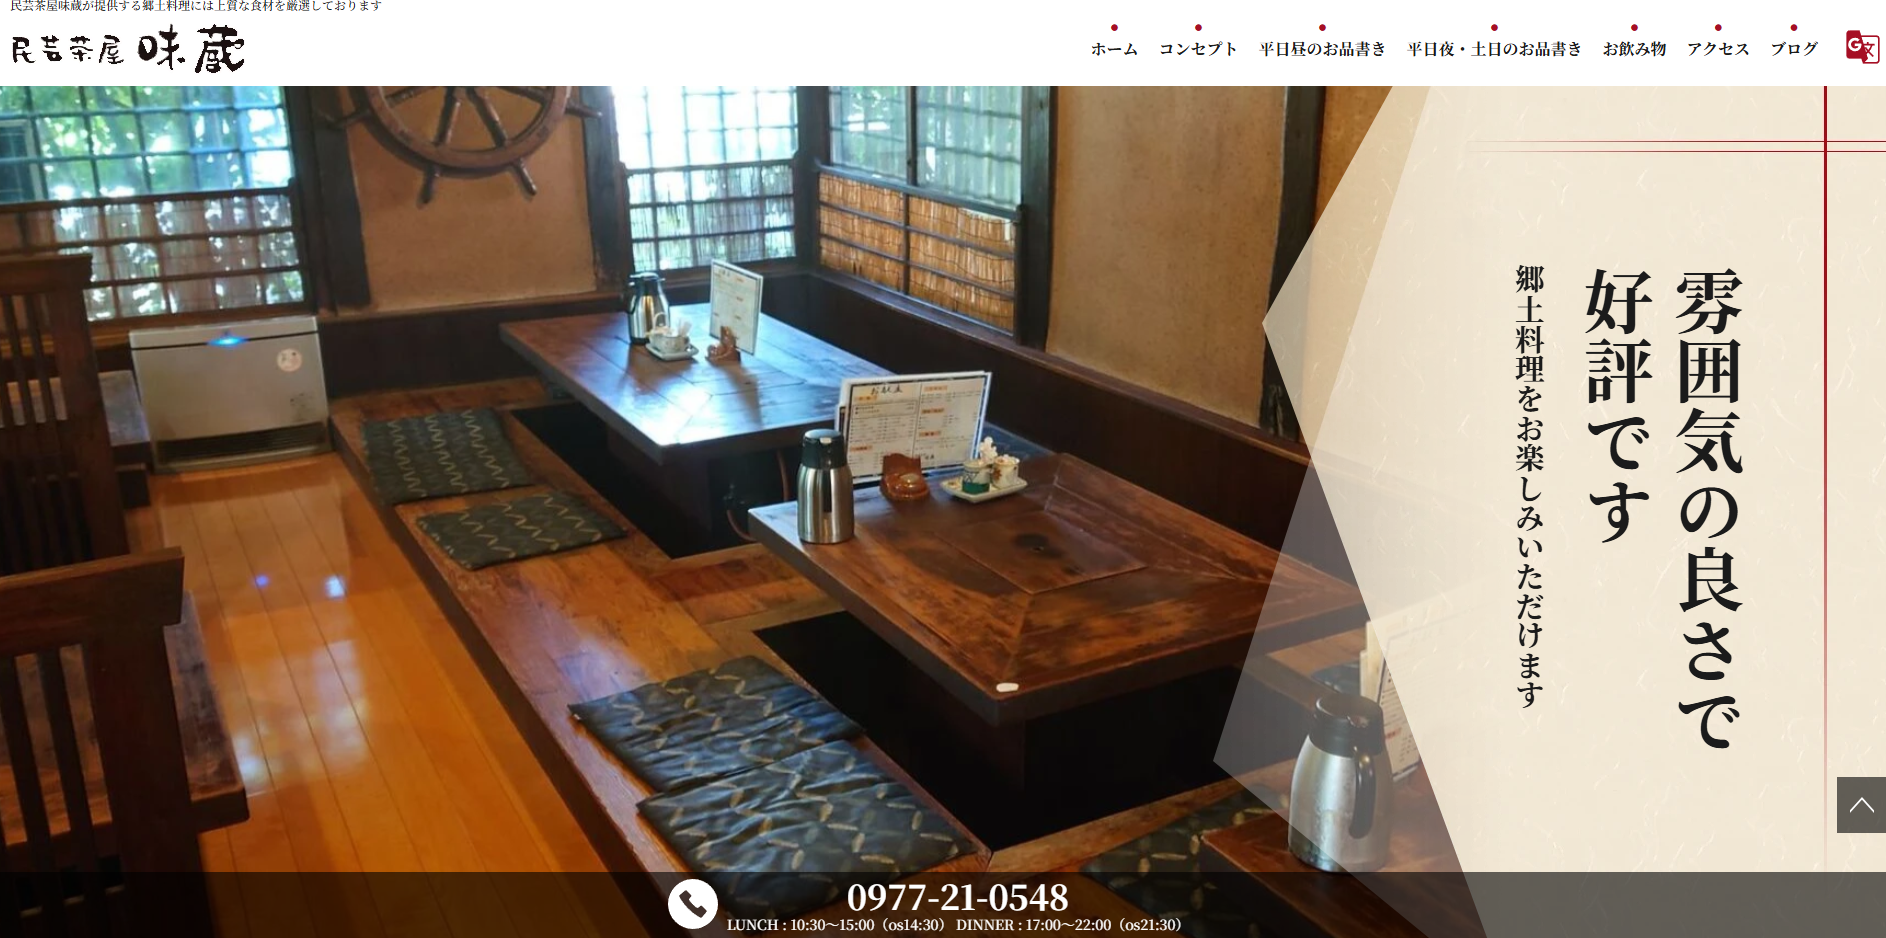 民芸茶屋味蔵が提供する郷土料理には上質な食材を厳選しております
民芸茶屋 味蔵
ホーム コンセプト 平日昼のお品書き 平日夜・土日のお品書き お飲み物 アクセス ブログ
G 文
雰囲気の良さで
好評です
郷土料理をお楽しみいただけます
0977-21-0548
LUNCH : 10:30〜15:00（os14:30） DINNER : 17:00〜22:00（os21:30）